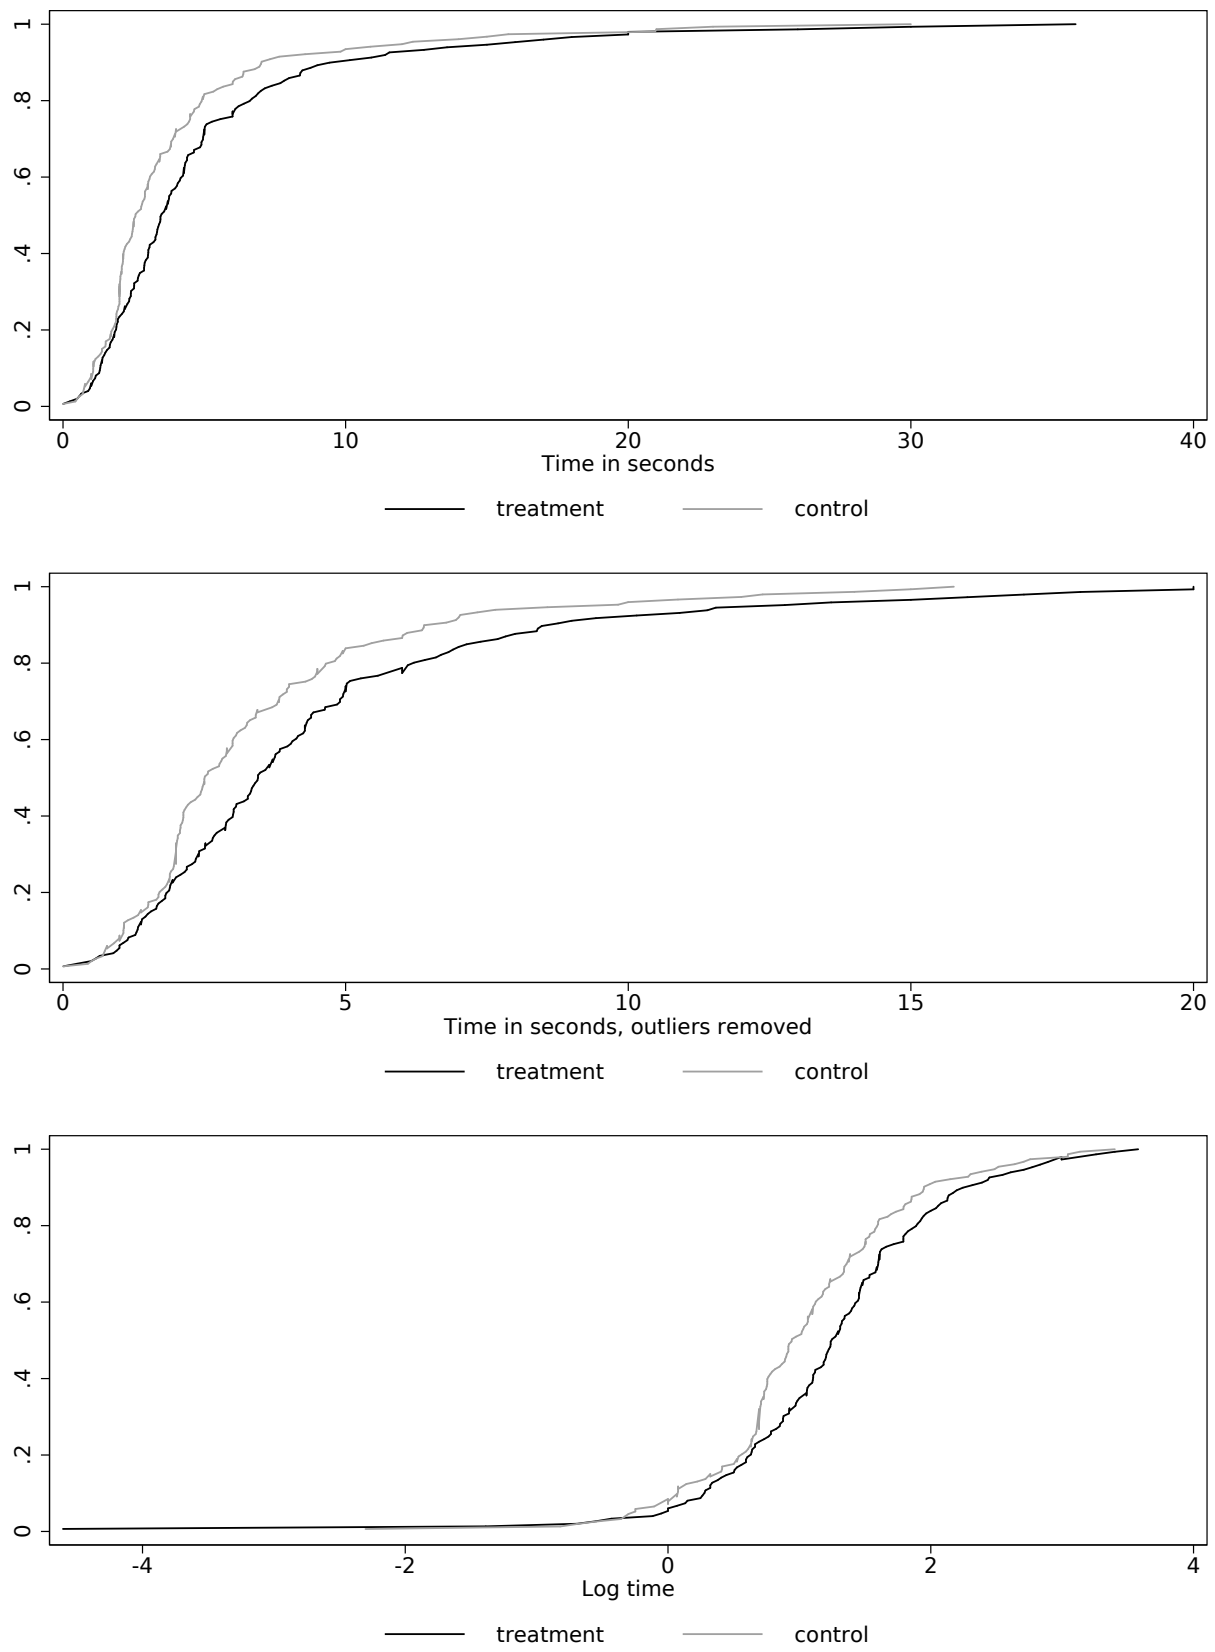 1
.8
.6
.4
.2
0
0 10 20 30 40
Time in seconds
treatment control
1
.8
.6
.4
.2
0
0 5 10 15 20
Time in seconds, outliers removed
treatment control
1
.8
.6
.4
.2
0
-4 -2 0 2 4
Log time
treatment control